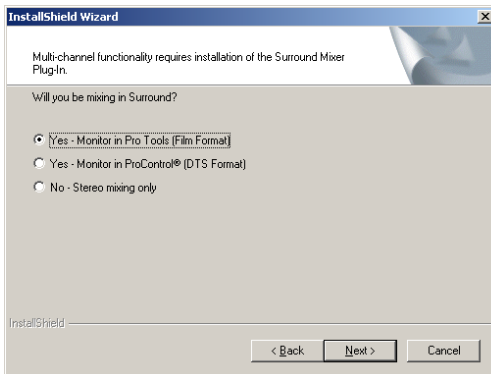 InstallShield Wizard
Multi-channel functionality requires installation of the Surround Mixer
Plug-In.
Will you be mixing in Surround?
Yes - Monitor in Pro Tools (Film Format)
Yes - Monitor in ProControl® (DTS Format)
No - Stereo mixing only
InstallShield
< Back Next > Cancel